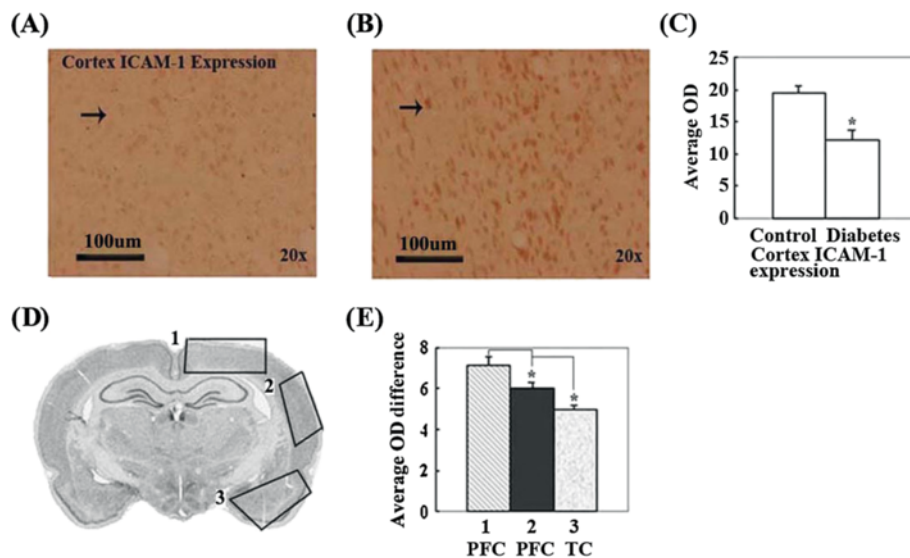 (A)
Cortex ICAM-1 Expression
100um
20x
(B)
100um
20x
(C)
Average OD
25
20
15
10
5
0
*
Control Diabetes
Cortex ICAM-1
expression
(D)
1
2
3
(E)
Average OD difference
8
6
4
2
0
*
*
1 2 3
PFC PFC TC